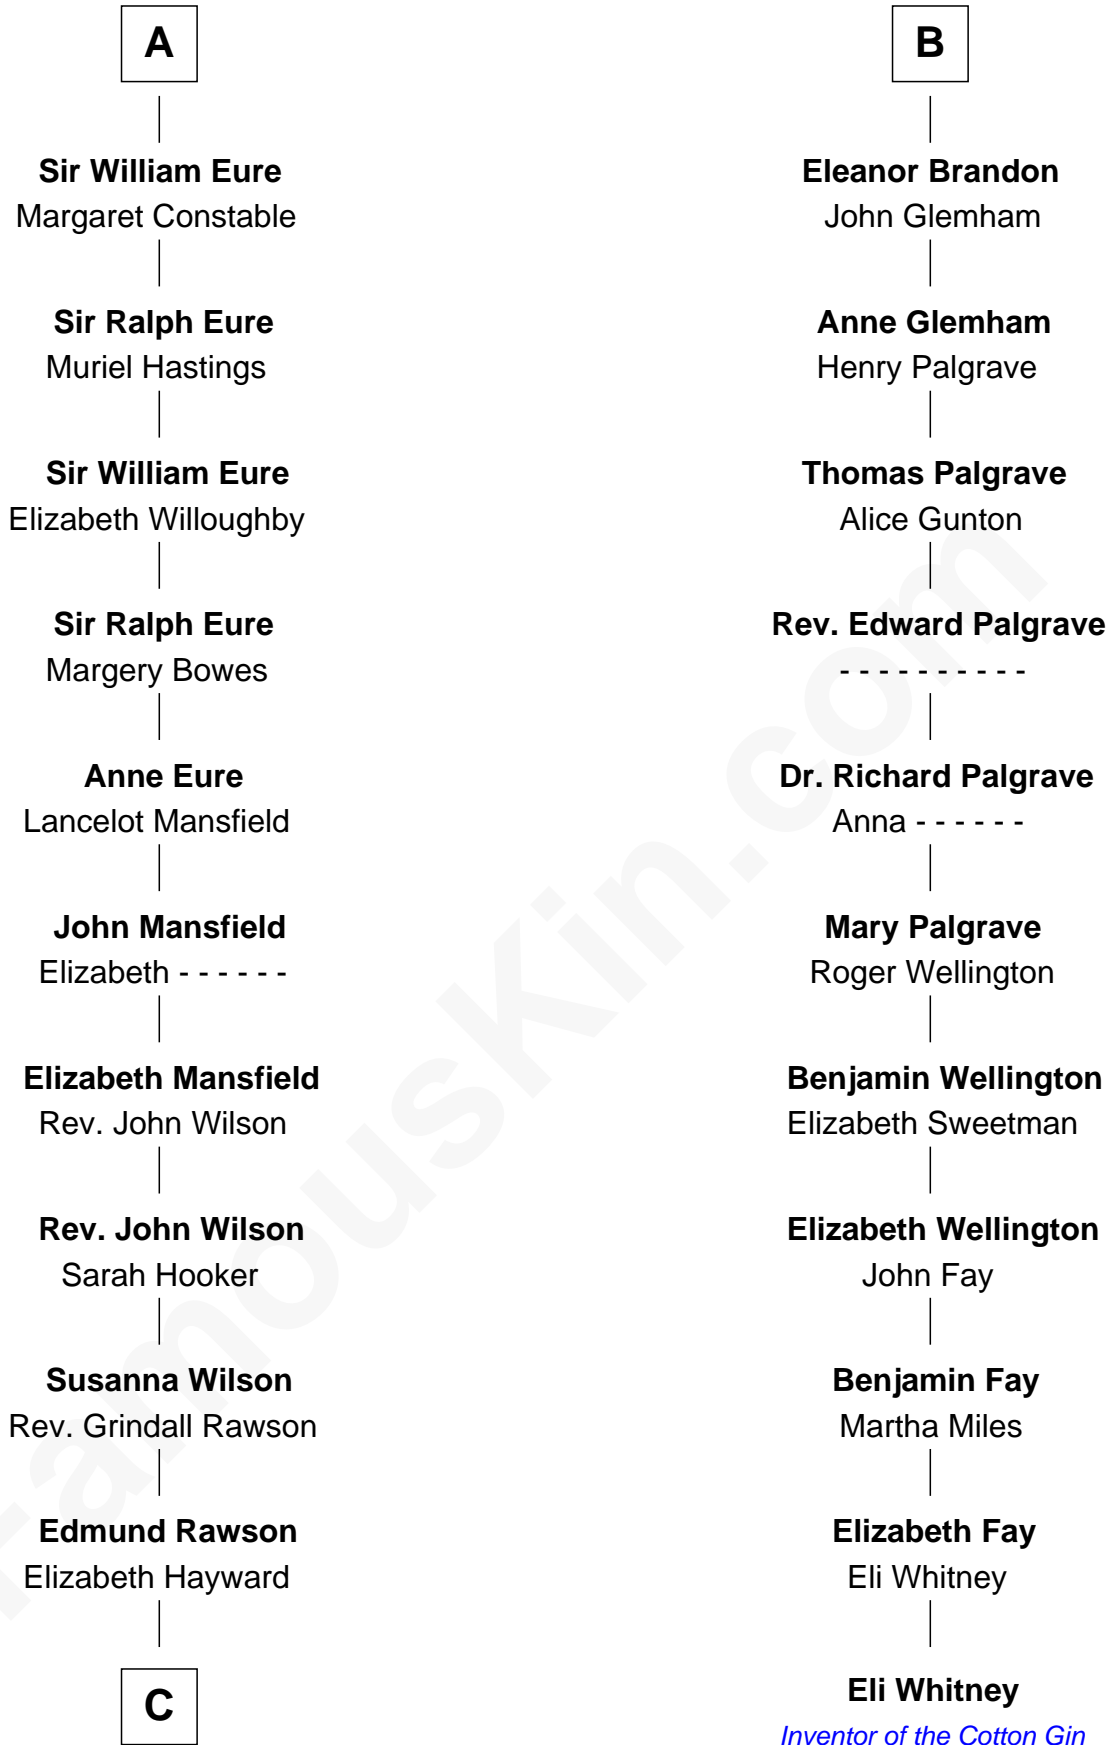 A
Sir William Eure
Margaret Constable
Sir Ralph Eure
Muriel Hastings
Sir William Eure
Elizabeth Willoughby
Sir Ralph Eure
Margery Bowes
Anne Eure
Lancelot Mansfield
John Mansfield
Elizabeth - - - - - -
Elizabeth Mansfield
Rev. John Wilson
Rev. John Wilson
Sarah Hooker
Susanna Wilson
Rev. Grindall Rawson
Edmund Rawson
Elizabeth Hayward
C
B
Eleanor Brandon
John Glemham
Anne Glemham
Henry Palgrave
Thomas Palgrave
Alice Gunton
Rev. Edward Palgrave
- - - - - - - - - -
Dr. Richard Palgrave
Anna - - - - - -
Mary Palgrave
Roger Wellington
Benjamin Wellington
Elizabeth Sweetman
Elizabeth Wellington
John Fay
Benjamin Fay
Martha Miles
Elizabeth Fay
Eli Whitney
Eli Whitney
Inventor of the Cotton Gin
FamousKin.com